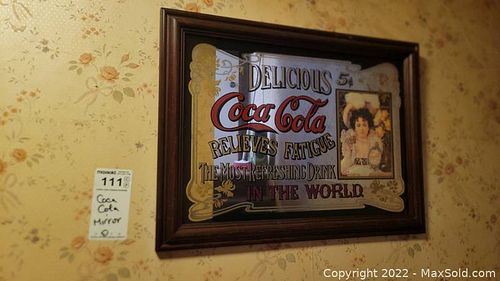 DELICIOUS 5¢
Coca-Cola
RELIEVES FATIGUE
THE MOST REFRESHING DRINK
IN THE WORLD
111
Coca
Cola
Mirror
Copyright 2022 - MaxSold.com